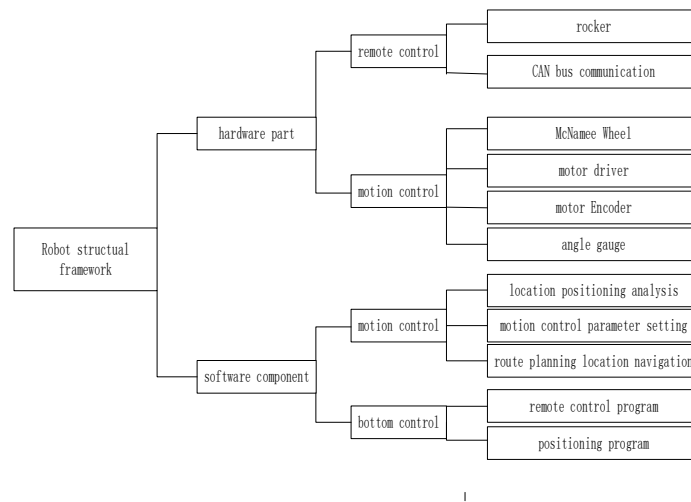 rocker
remote control
CAN bus communication
hardware part
McNamee Wheel
motor driver
motion control
motor Encoder
angle gauge
Robot structual
framework
location positioning analysis
motion control
motion control parameter setting
route planning location navigation
software component
remote control program
bottom control
positioning program